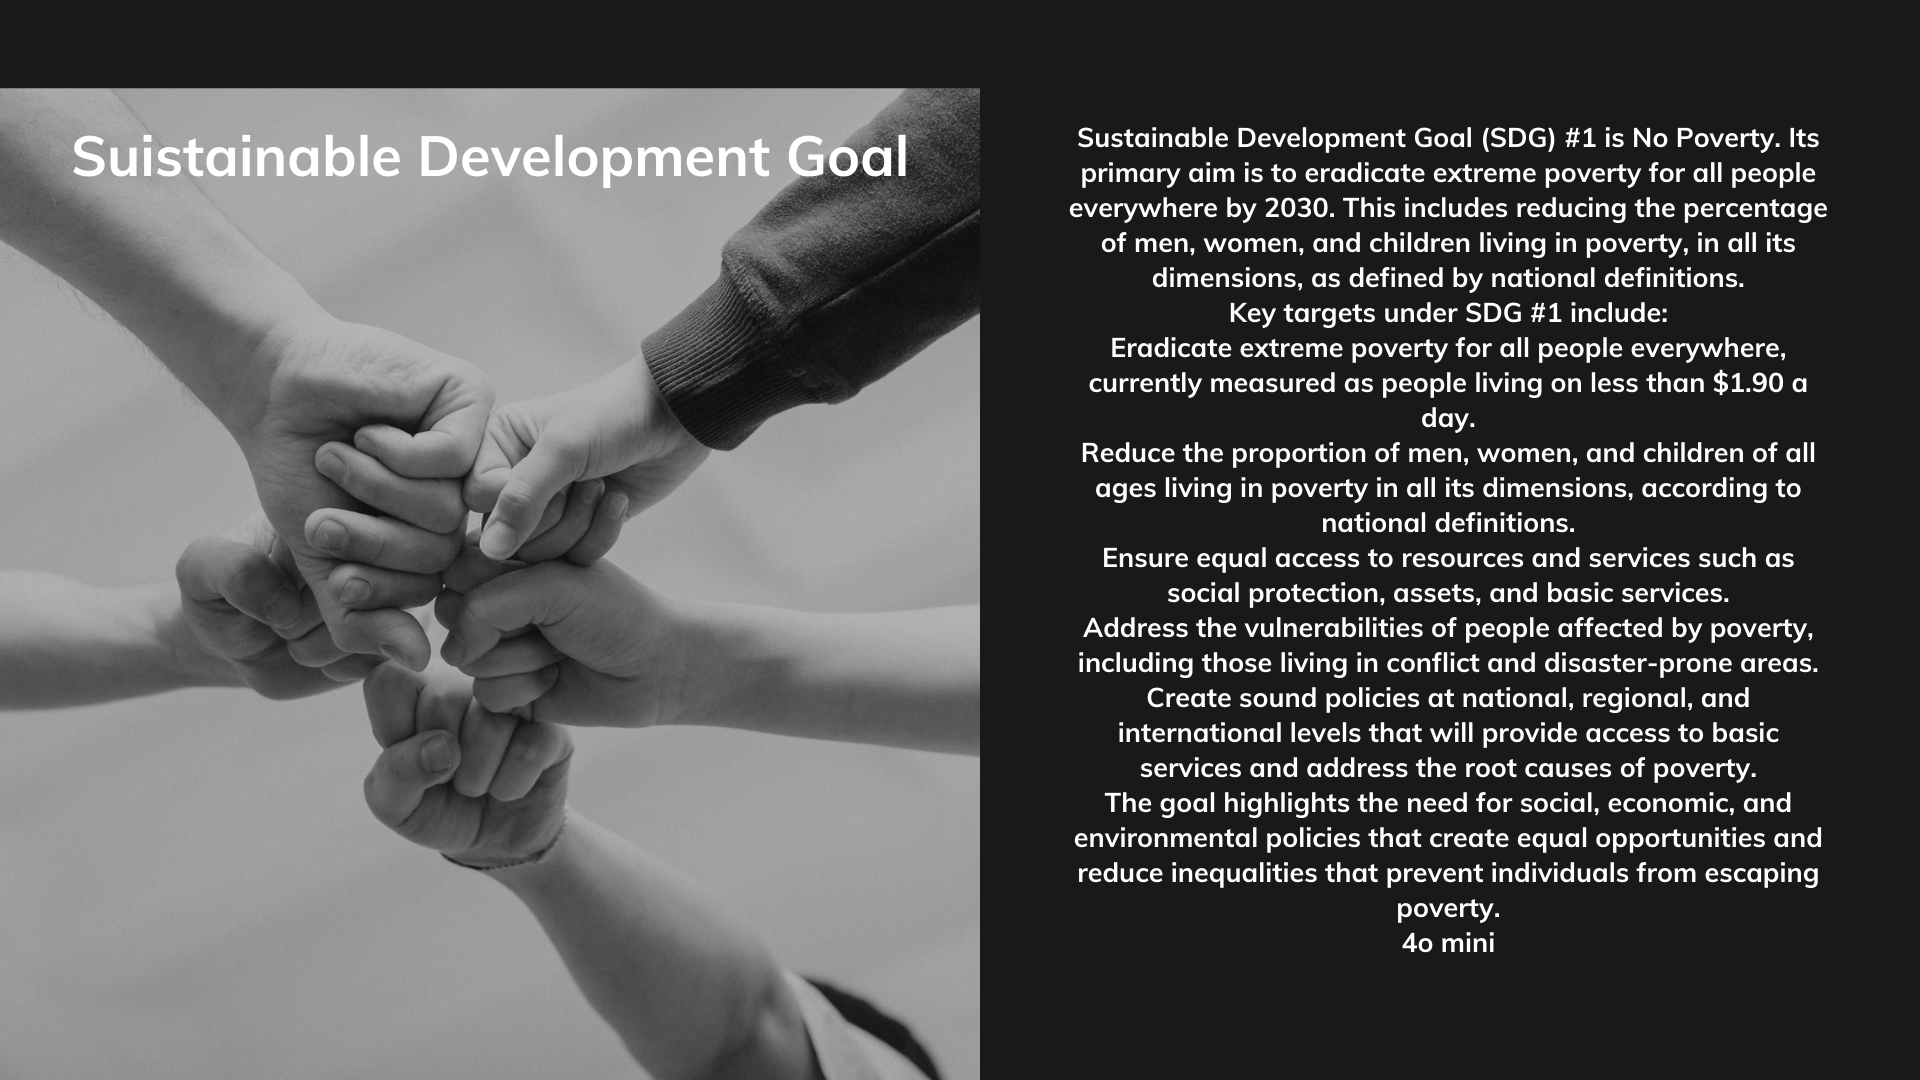 Suistainable Development Goal
Sustainable Development Goal (SDG) #1 is No Poverty. Its
primary aim is to eradicate extreme poverty for all people
everywhere by 2030. This includes reducing the percentage
of men, women, and children living in poverty, in all its
dimensions, as defined by national definitions.
Key targets under SDG #1 include:
Eradicate extreme poverty for all people everywhere,
currently measured as people living on less than $1.90 a
day.
Reduce the proportion of men, women, and children of all
ages living in poverty in all its dimensions, according to
national definitions.
Ensure equal access to resources and services such as
social protection, assets, and basic services.
Address the vulnerabilities of people affected by poverty,
including those living in conflict and disaster-prone areas.
Create sound policies at national, regional, and
international levels that will provide access to basic
services and address the root causes of poverty.
The goal highlights the need for social, economic, and
environmental policies that create equal opportunities and
reduce inequalities that prevent individuals from escaping
poverty.
4o mini